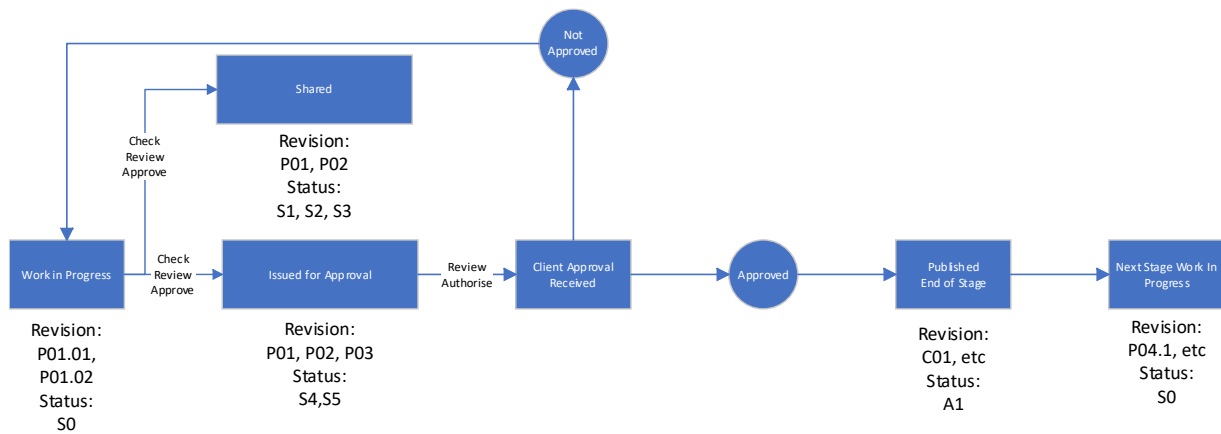 Not
Approved
Shared
Check
Review
Approve
Revision:
P01, P02
Status:
S1, S2, S3
Work in Progress
Check
Review
Approve
Issued for Approval
Review
Authorise
Client Approval
Received
Approved
Published
End of Stage
Next Stage Work In
Progress
Revision:
P01.01,
P01.02
Status:
S0
Revision:
P01, P02, P03
Status:
S4,S5
Revision:
C01, etc
Status:
A1
Revision:
P04.1, etc
Status:
S0